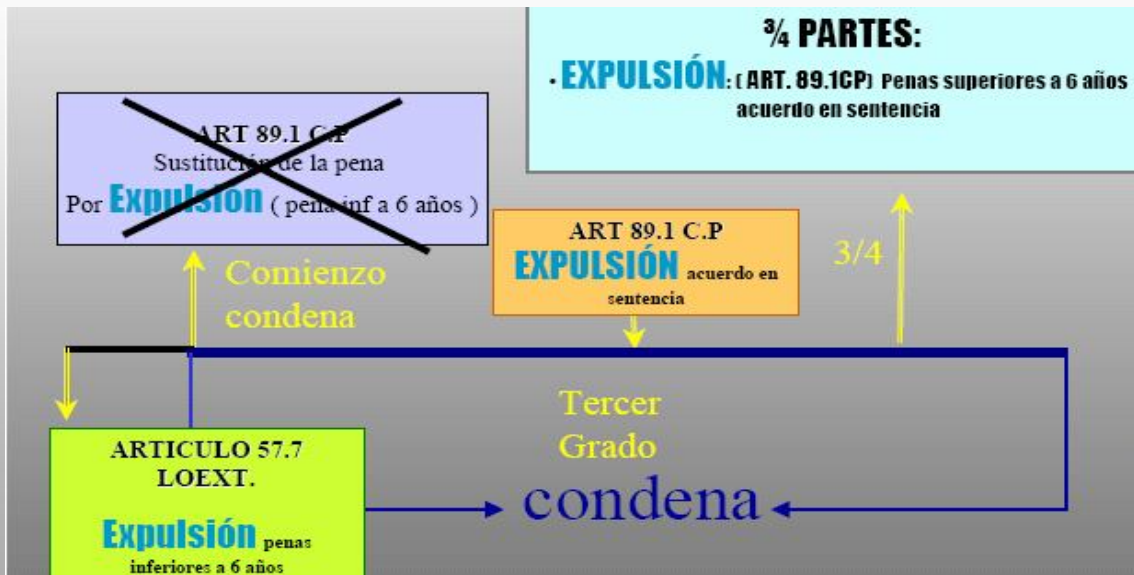 ¾ PARTES:
· EXPULSIÓN: ( ART. 89.1CP) Penas superiores a 6 años
acuerdo en sentencia
ART 89.1 C.P
Sustitución de la pena
Por Expulsión ( pena inf a 6 años )
ART 89.1 C.P
EXPULSIÓN acuerdo en
sentencia
3/4
Comienzo
condena
Tercer
Grado
condena
ARTICULO 57.7
LOEXT.
Expulsión penas
inferiores a 6 años